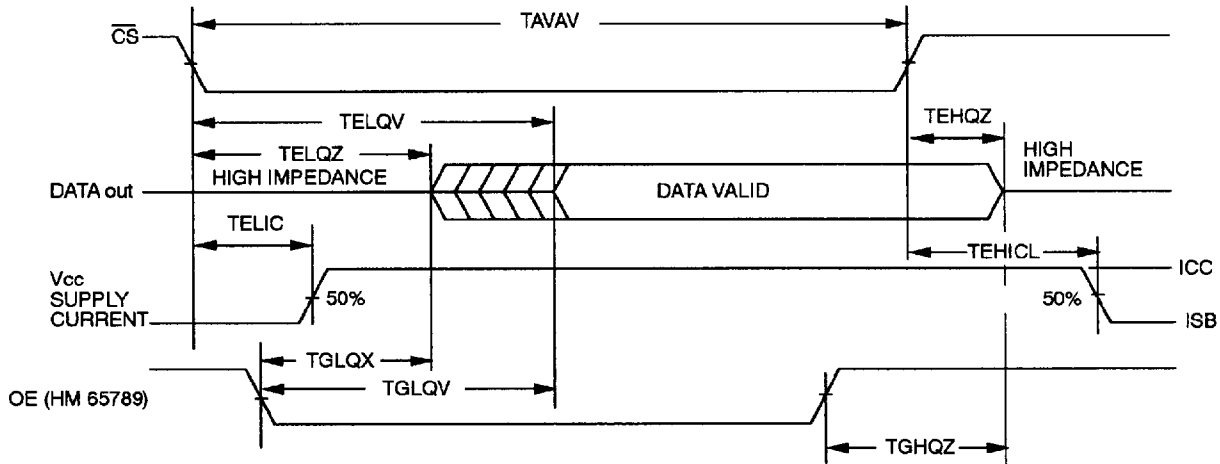 TAVAV
CS
TELQV
TEHQZ
TELQZ
HIGH IMPEDANCE
HIGH
IMPEDANCE
DATA out
DATA VALID
TELIC
TEHICL
Vcc
SUPPLY
CURRENT
50%
50%
ICC
ISB
TGLQX
TGLQV
OE (HM 65789)
TGHQZ